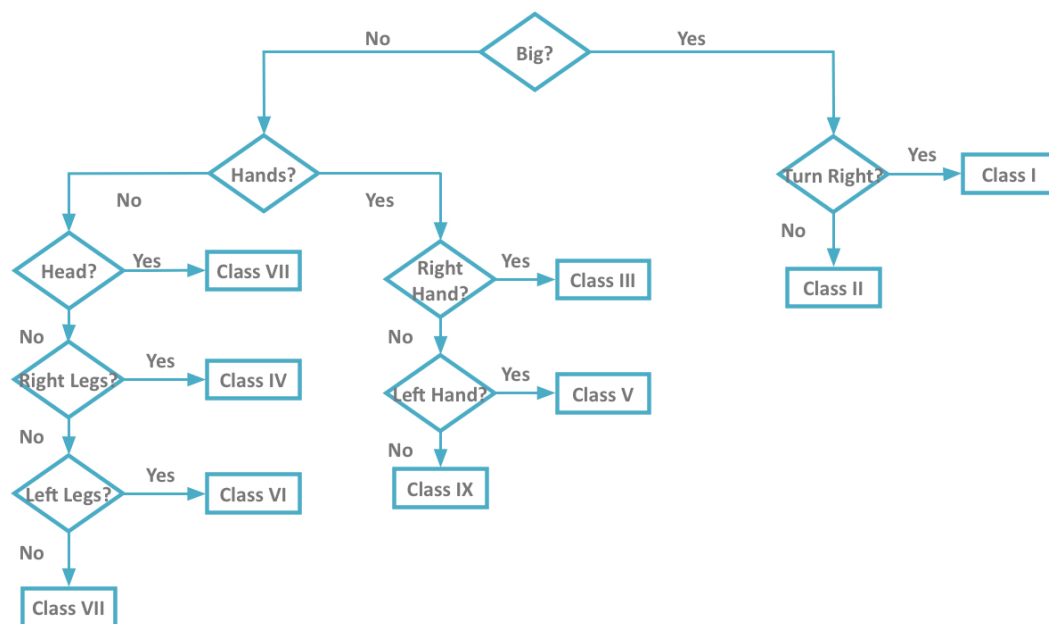 No
Yes
Big?
Hands?
Turn Right?
Yes
Class I
No
Yes
No
Head?
Yes
Class VII
Right
Hand?
Yes
Class III
Class II
No
No
Right Legs?
Yes
Class IV
Left Hand?
Yes
Class V
No
No
Left Legs?
Yes
Class VI
Class IX
No
Class VII